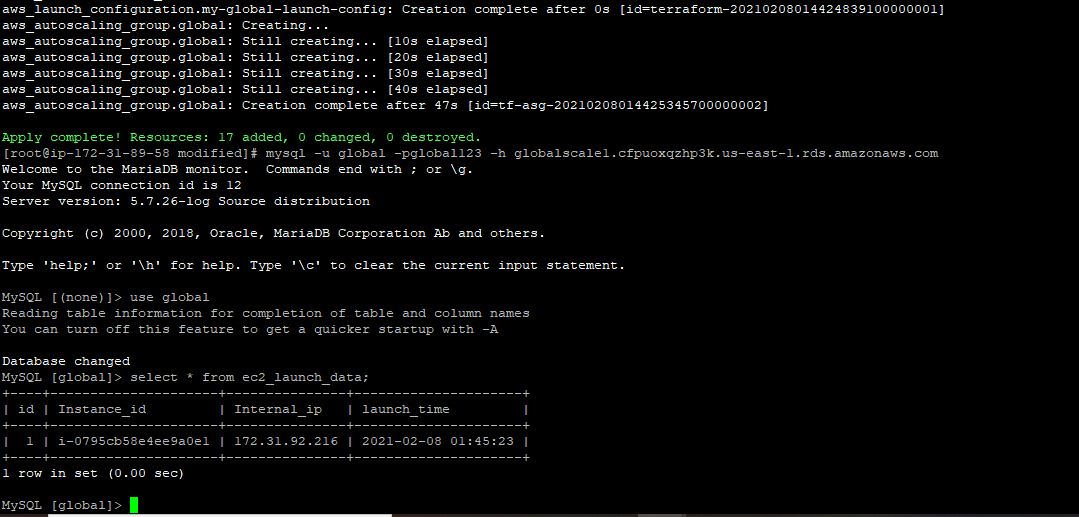 aws_launch_configuration.my-global-launch-config: Creation complete after 0s [id=terraform-20210208014424839100000001]
aws_autoscaling_group.global: Creating...
aws_autoscaling_group.global: Still creating... [10s elapsed]
aws_autoscaling_group.global: Still creating... [20s elapsed]
aws_autoscaling_group.global: Still creating... [30s elapsed]
aws_autoscaling_group.global: Still creating... [40s elapsed]
aws_autoscaling_group.global: Creation complete after 47s [id=tf-asg-20210208014425345700000002]

Apply complete! Resources: 17 added, 0 changed, 0 destroyed.
[root@ip-172-31-89-58 modified]# mysql -u global -pglobal123 -h globalscale1.cfpuoxqzhp3k.us-east-1.rds.amazonaws.com
Welcome to the MariaDB monitor.  Commands end with ; or \g.
Your MySQL connection id is 12
Server version: 5.7.26-log Source distribution

Copyright (c) 2000, 2018, Oracle, MariaDB Corporation Ab and others.

Type 'help;' or '\h' for help. Type '\c' to clear the current input statement.

MySQL [(none)]> use global
Reading table information for completion of table and column names
You can turn off this feature to get a quicker startup with -A

Database changed
MySQL [global]> select * from ec2_launch_data;
+----+---------------------+---------------+---------------------+
| id | Instance_id         | Internal_ip   | launch_time         |
+----+---------------------+---------------+---------------------+
|  1 | i-0795cb58e4ee9a0e1 | 172.31.92.216 | 2021-02-08 01:45:23 |
+----+---------------------+---------------+---------------------+
1 row in set (0.00 sec)

MySQL [global]>